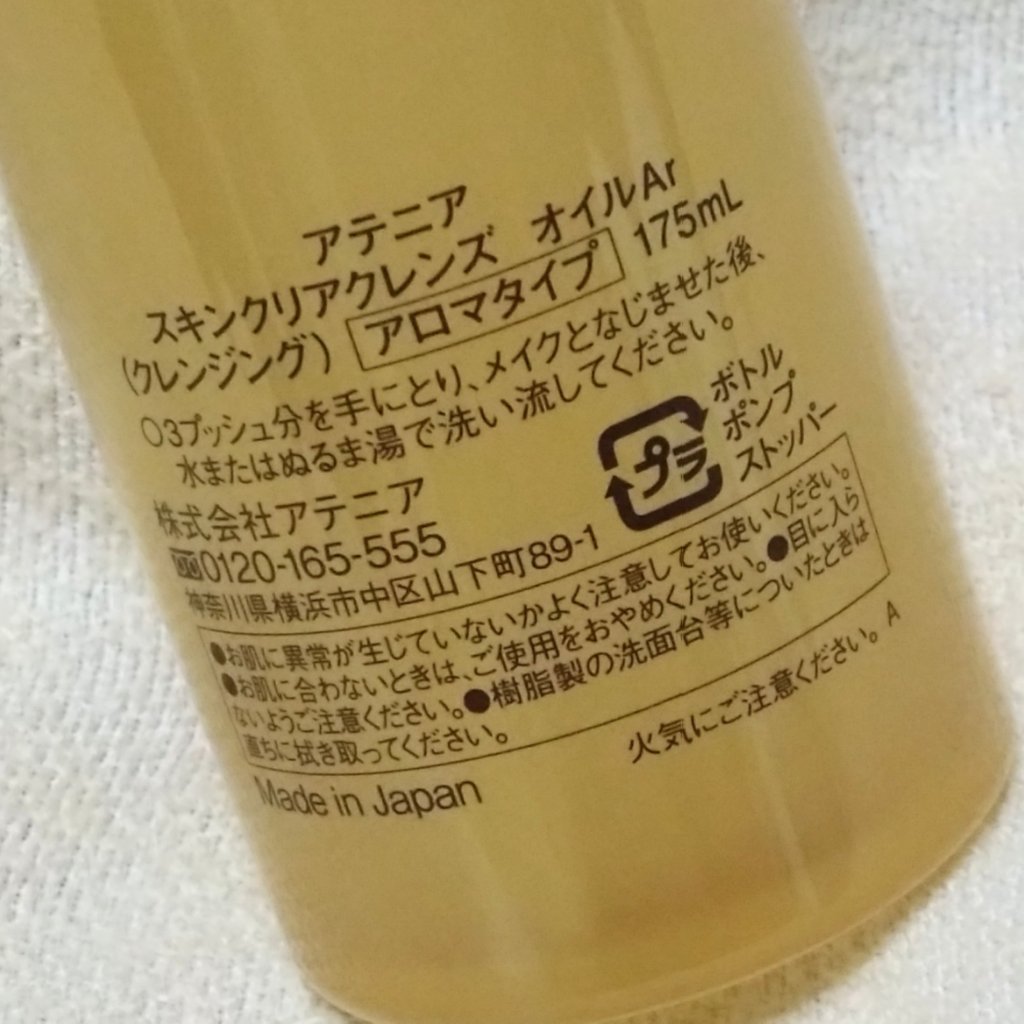 アテニア
スキンクリアクレンズ オイルAr
(クレンジング) アロマタイプ 175mL
○3プッシュ分を手にとり、メイクとなじませた後、
水またはぬるま湯で洗い流してください。
株式会社アテニア
0120-165-555
神奈川県横浜市中区山下町89-1
プラ
ボトル
ポンプ
ストッパー
●お肌に異常が生じていないかよく注意してお使いください。
●お肌に合わないときは、ご使用をおやめください。●目に入ら
ないようご注意ください。●樹脂製の洗面台等についたときは
直ちに拭き取ってください。
火気にご注意ください。A
Made in Japan